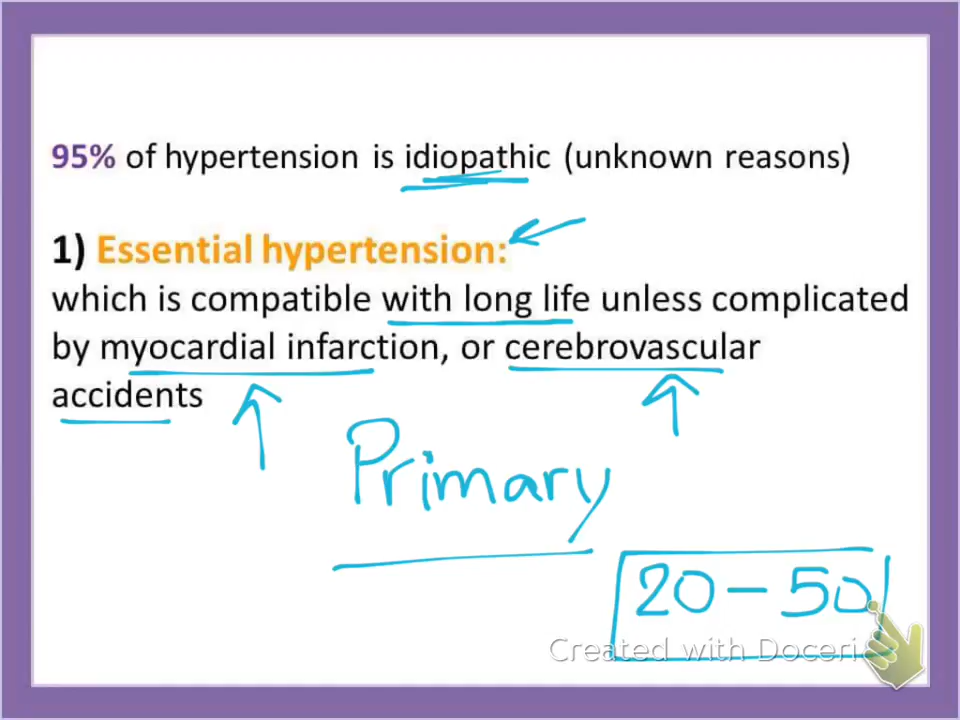 95% of hypertension is idiopathic (unknown reasons)
1) Essential hypertension:
which is compatible with long life unless complicated
by myocardial infarction, or cerebrovascular
accidents
Primary
20-50
Created with Doceri